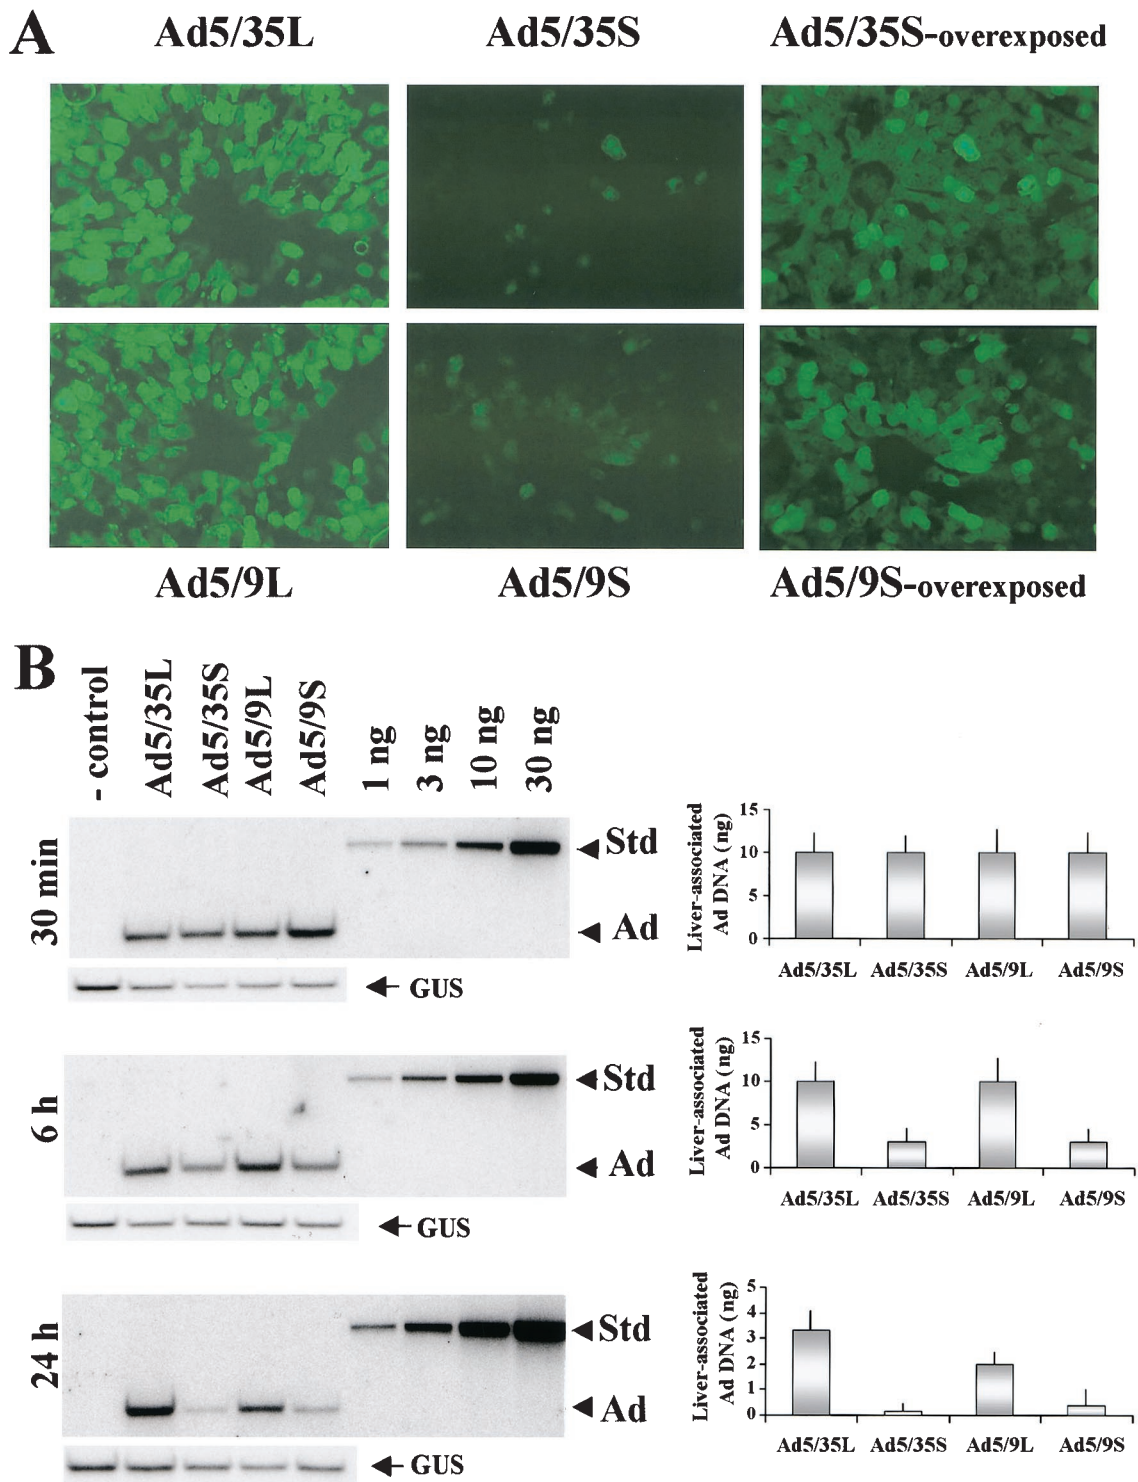 A
Ad5/35L
Ad5/35S
Ad5/35S-overexposed
Ad5/9L
Ad5/9S
Ad5/9S-overexposed
B
- control
Ad5/35L
Ad5/35S
Ad5/9L
Ad5/9S
1 ng
3 ng
10 ng
30 ng
30 min
Std
Ad
GUS
Liver-associated
Ad DNA (ng)
15
10
5
0
Ad5/35L Ad5/35S Ad5/9L Ad5/9S
6 h
Std
Ad
GUS
Liver-associated
Ad DNA (ng)
15
10
5
0
Ad5/35L Ad5/35S Ad5/9L Ad5/9S
24 h
Std
Ad
GUS
Liver-associated
Ad DNA (ng)
5
4
3
2
1
0
Ad5/35L Ad5/35S Ad5/9L Ad5/9S